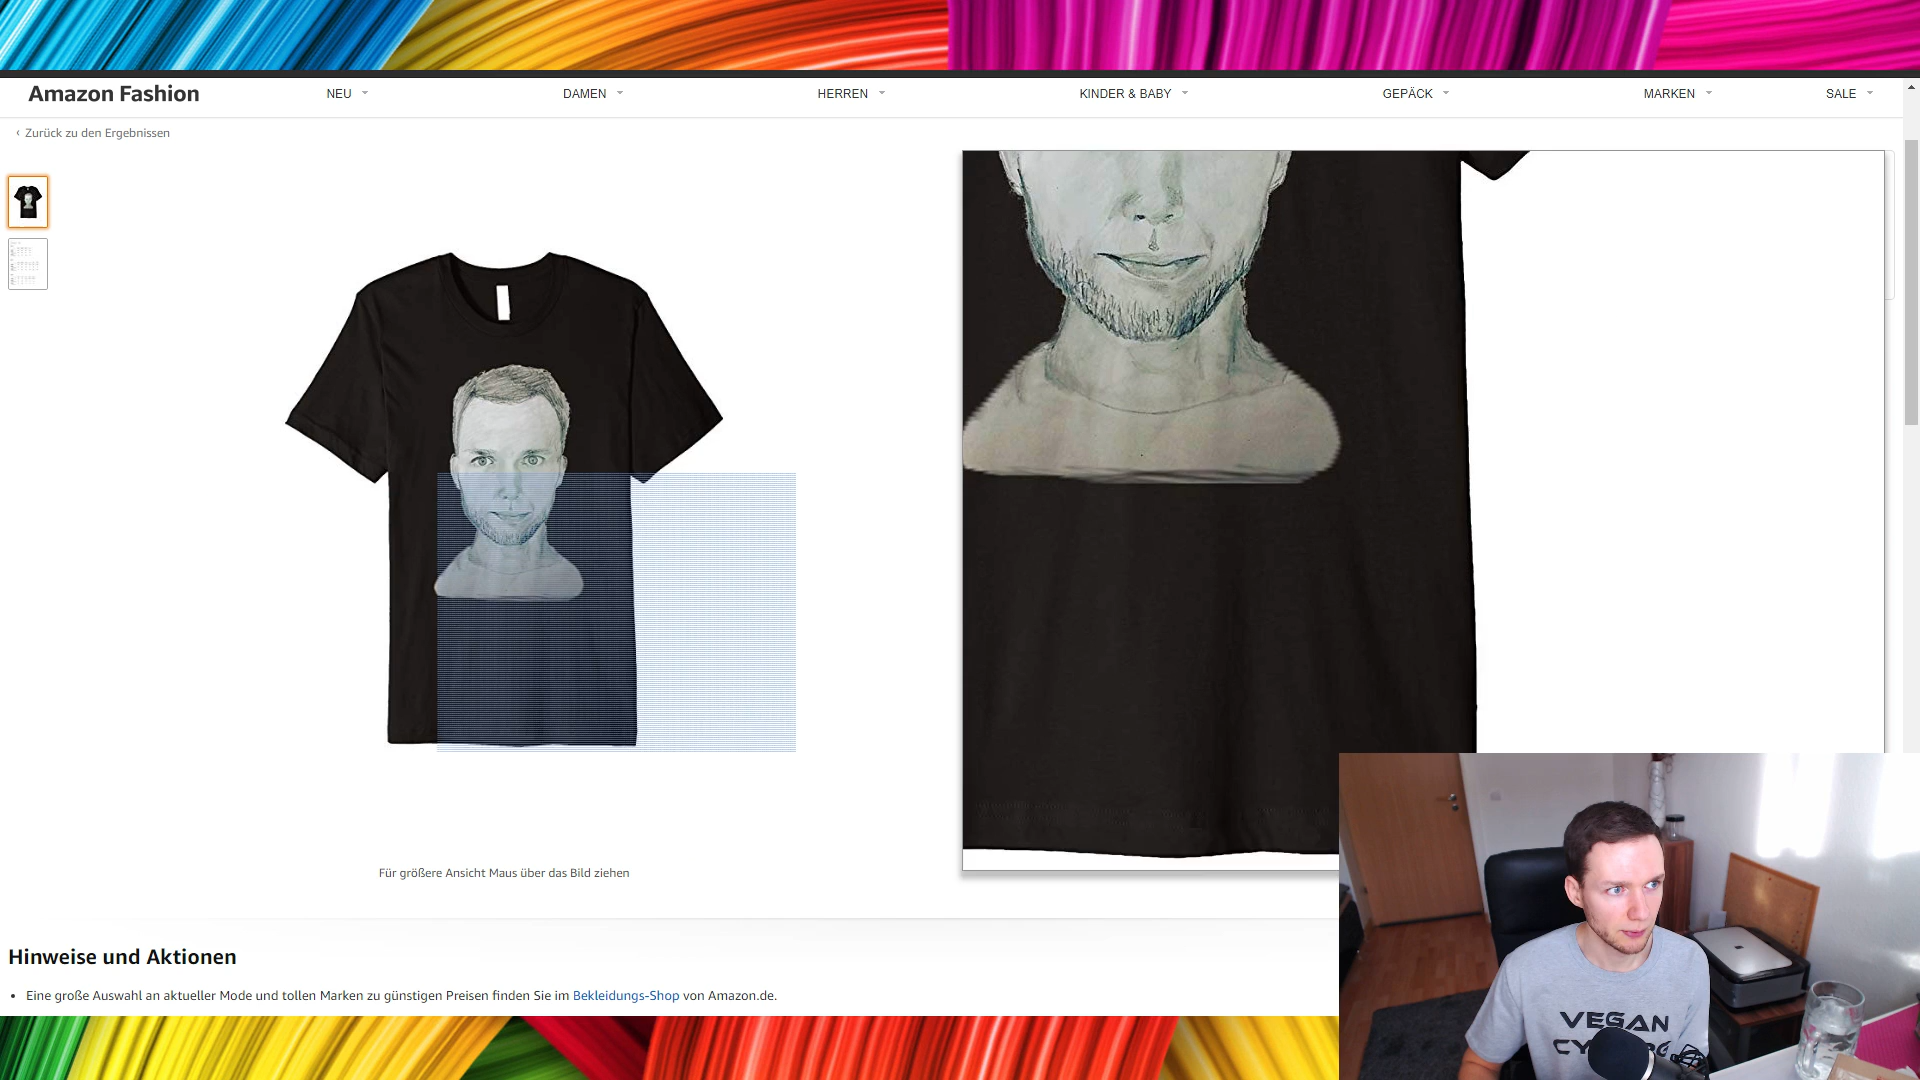 Amazon Fashion
NEU
DAMEN
HERREN
KINDER & BABY
GEPÄCK
MARKEN
SALE
‹ Zurück zu den Ergebnissen
Für größere Ansicht Maus über das Bild ziehen
Hinweise und Aktionen
• Eine große Auswahl an aktueller Mode und tollen Marken zu günstigen Preisen finden Sie im Bekleidungs-Shop von Amazon.de.
VEGAN